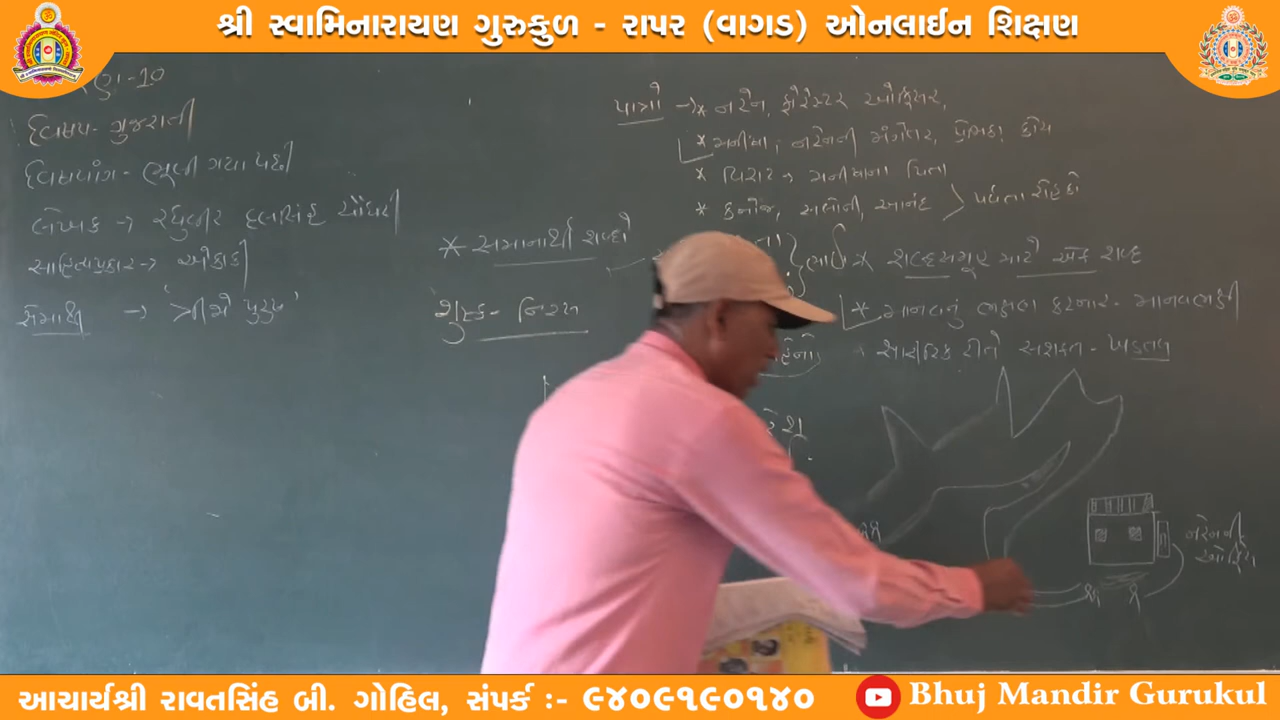 શ્રી સ્વામિનારાયણ ગુરુકુળ - રાપર (વાગડ) ઓનલાઈન શિક્ષણ
-૧૦
વિષય- ગુજરાતી
વિષયાંગ- ભૂલી ગયા પછી
લેખક → રઘુવીર દલસિંહ ચૌધરી
સાહિત્યપ્રકાર → એકાંકી
→ 'ત્રીજો પુરુષ'
* સમાનાર્થી શબ્દો
શુષ્ક - નિરસ
પાત્રો → * નરેન, ફોરેસ્ટર ઓફિસર,
* મનીષા, નરેનની મંગેતર, પ્રેમિકા,
* મનીષાના પિતા
* સલોની, આનંદ > પર્વતારોહકો
* શબ્દસમૂહ માટે એક શબ્દ
* માનવનું ભક્ષણ કરનાર - માનવભક્ષી
* શારીરિક રીતે સશક્ત - ખડતલ
નરેનની
ઓફિસ
આચાર્યશ્રી રાવતસિંહ બી. ગોહિલ, સંપર્ક :- ૯૪૦૯૧૯૦૧૪૦
Bhuj Mandir Gurukul